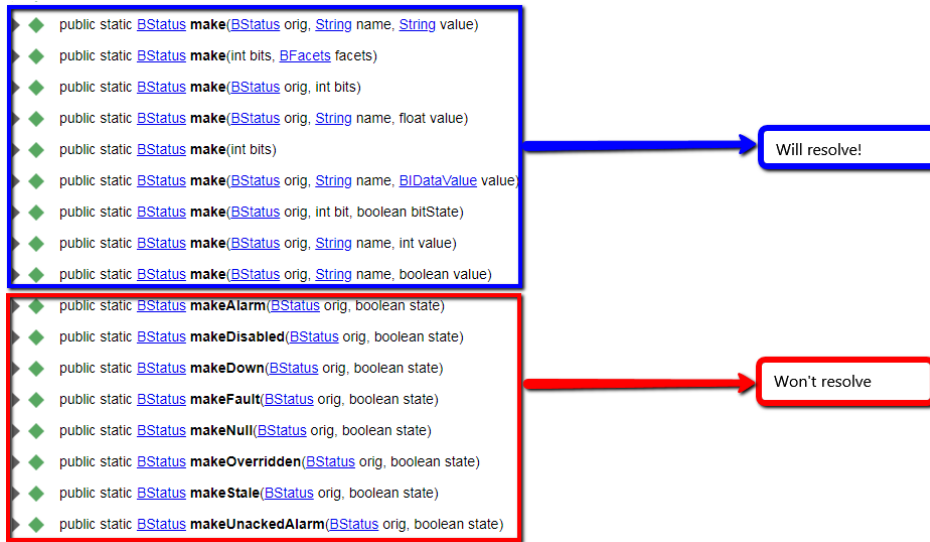 public static BStatus make(BStatus orig, String name, String value)
public static BStatus make(int bits, BFacets facets)
public static BStatus make(BStatus orig, int bits)
public static BStatus make(BStatus orig, String name, float value)
public static BStatus make(int bits)
public static BStatus make(BStatus orig, String name, BIDataValue value)
public static BStatus make(BStatus orig, int bit, boolean bitState)
public static BStatus make(BStatus orig, String name, int value)
public static BStatus make(BStatus orig, String name, boolean value)
Will resolve!
public static BStatus makeAlarm(BStatus orig, boolean state)
public static BStatus makeDisabled(BStatus orig, boolean state)
public static BStatus makeDown(BStatus orig, boolean state)
public static BStatus makeFault(BStatus orig, boolean state)
public static BStatus makeNull(BStatus orig, boolean state)
public static BStatus makeOverridden(BStatus orig, boolean state)
public static BStatus makeStale(BStatus orig, boolean state)
public static BStatus makeUnackedAlarm(BStatus orig, boolean state)
Won't resolve